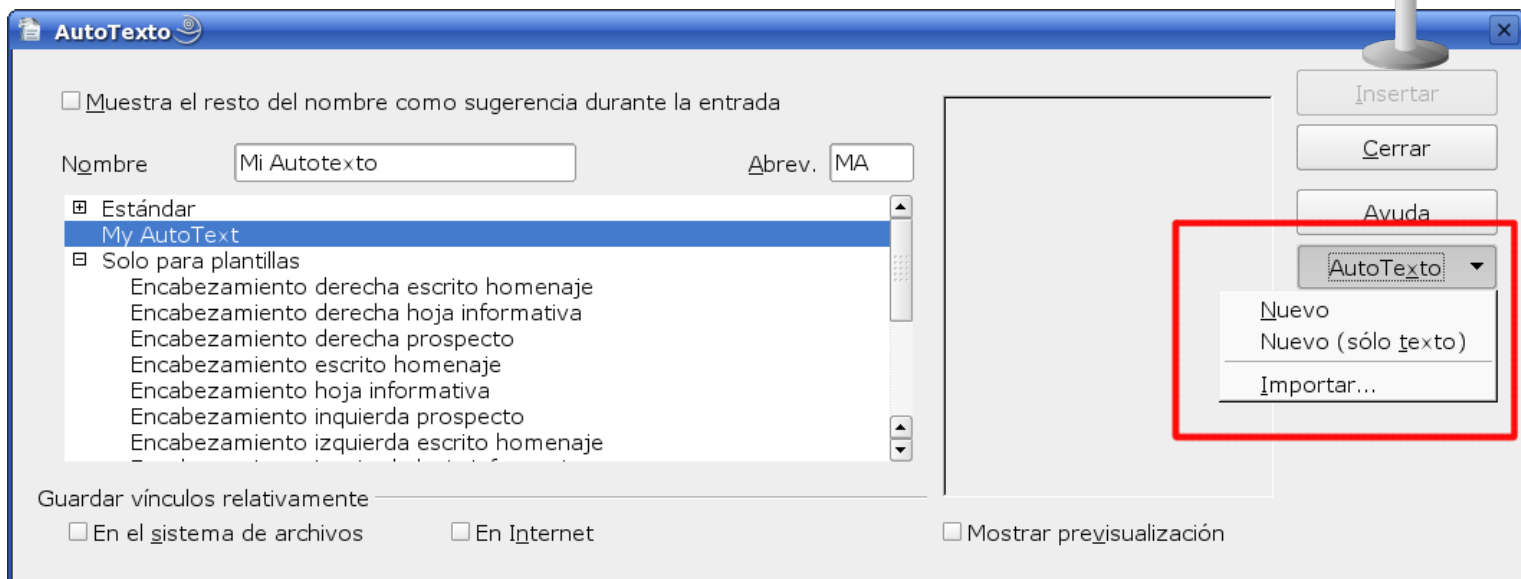 AutoTexto
Muestra el resto del nombre como sugerencia durante la entrada
Insertar
Nombre Mi Autotexto Abrev. MA
Cerrar
Estándar
Ayuda
My AutoText
Solo para plantillas
AutoTexto
Encabezamiento derecha escrito homenaje
Nuevo
Encabezamiento derecha hoja informativa
Nuevo (sólo texto)
Encabezamiento derecha prospecto
Encabezamiento escrito homenaje
Importar...
Encabezamiento hoja informativa
Encabezamiento inquierda prospecto
Encabezamiento izquierda escrito homenaje
Guardar vínculos relativamente
En el sistema de archivos En Internet Mostrar previsualización